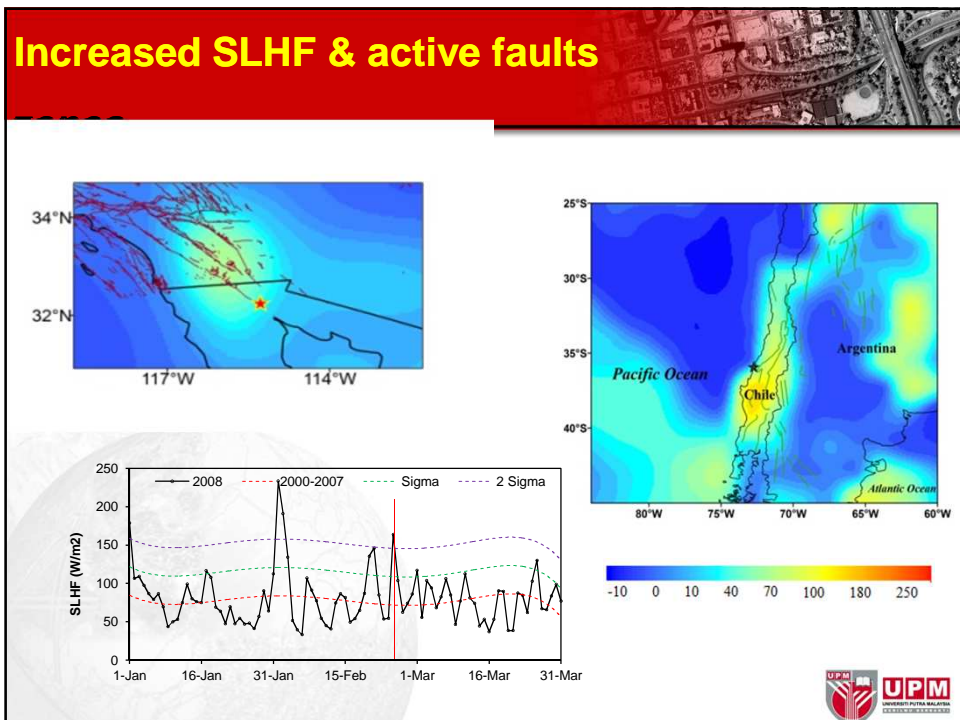 Increased SLHF & active faults
34°N
32°N
117°W
114°W
25°S
30°S
35°S
40°S
Pacific Ocean
Argentina
Chile
Atlantic Ocean
80°W
75°W
70°W
65°W
60°W
-10 0 10 40 70 100 180 250
SLHF (W/m2)
250
200
150
100
50
0
2008
2000-2007
Sigma
2 Sigma
1-Jan
16-Jan
31-Jan
15-Feb
1-Mar
16-Mar
31-Mar
UPM
UPM
UNIVERSITI PUTRA MALAYSIA